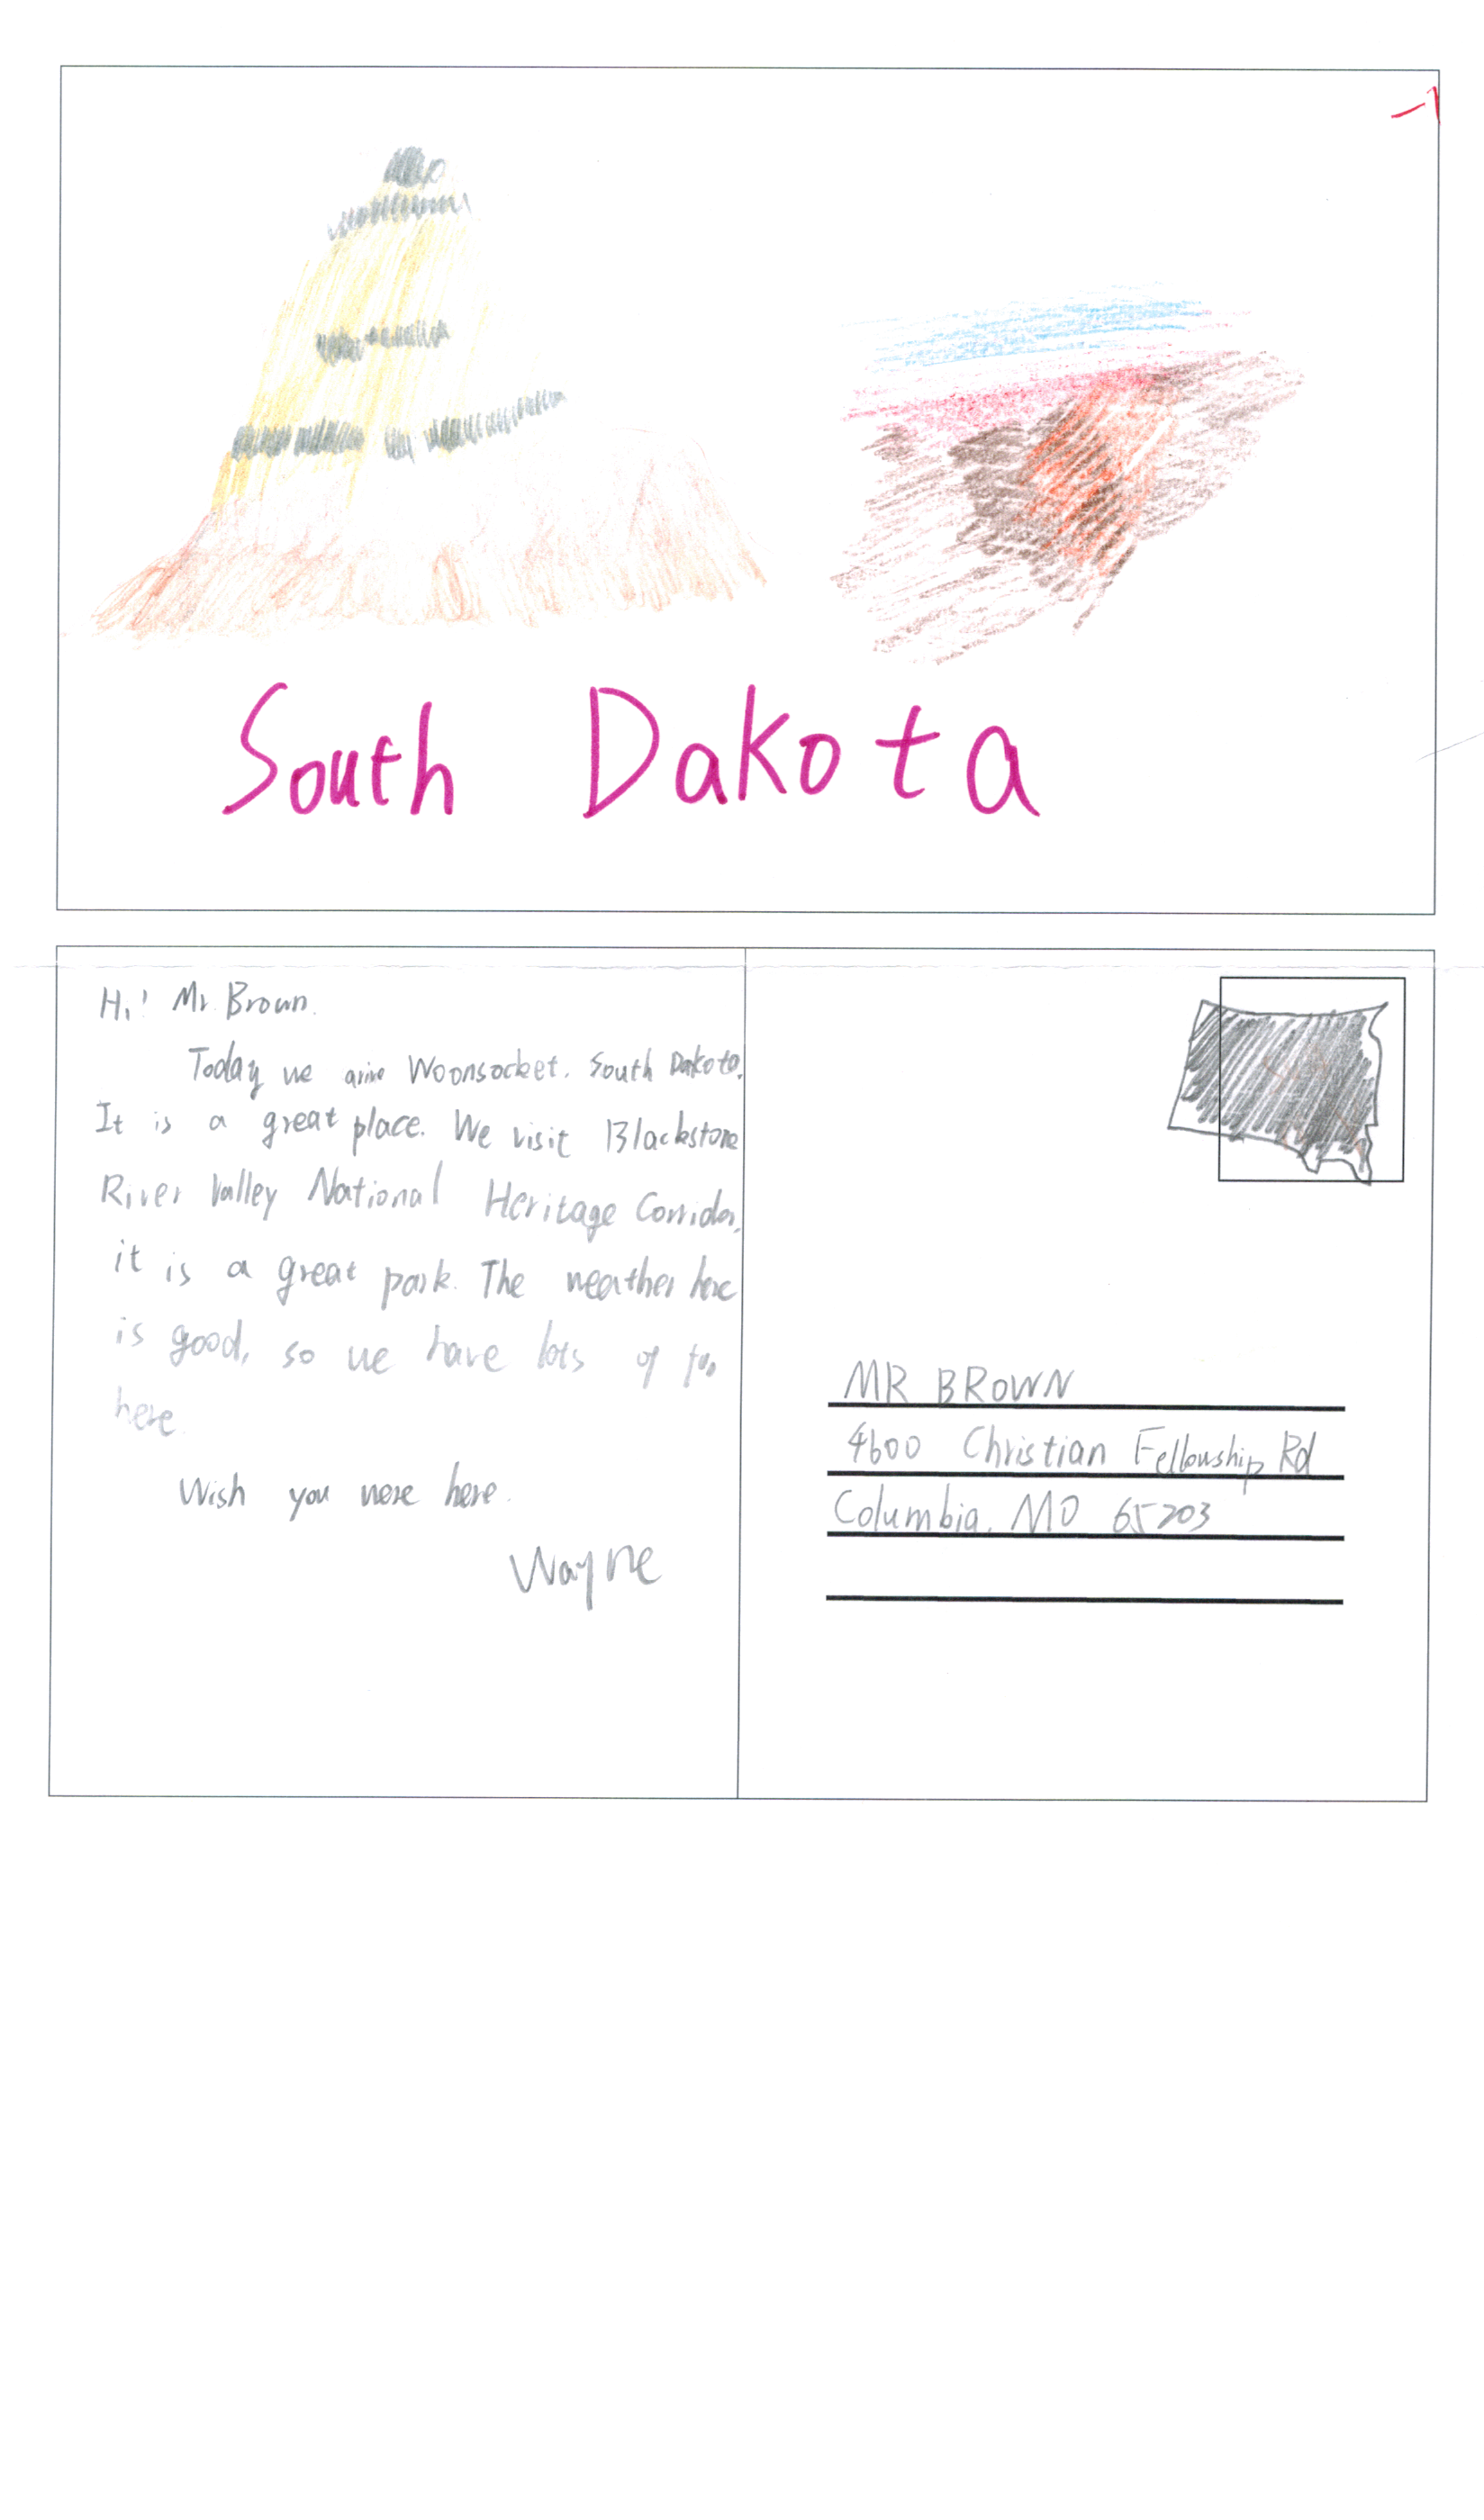 -1
South Dakota
Hi! Mr. Brown.
Today we arive Woonsocket, South Dakota.
It is a great place. We visit Blackstone
River Valley National Heritage Corridor,
it is a great park. The weather here
is good, so we have lots of fun
here.
Wish you were here.
Wayne
MR BROWN
4600 Christian Fellowship Rd
Columbia, MO 65203